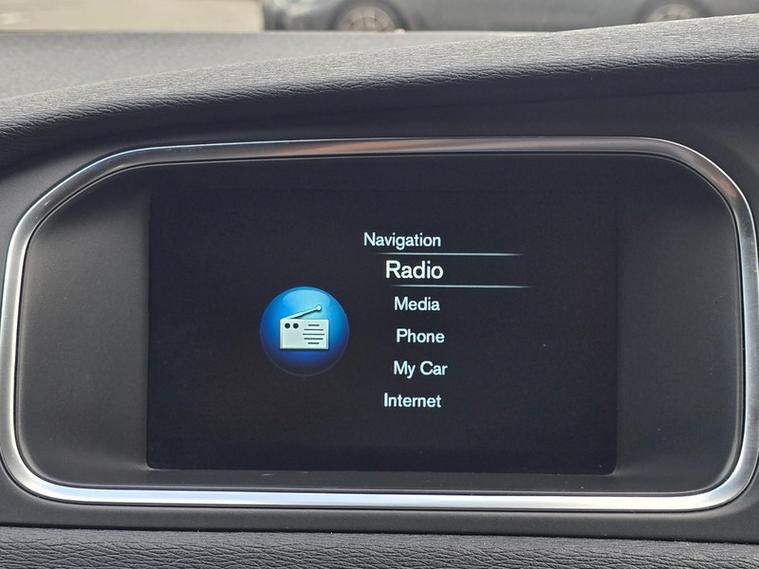 Navigation
Radio
Media
Phone
My Car
Internet